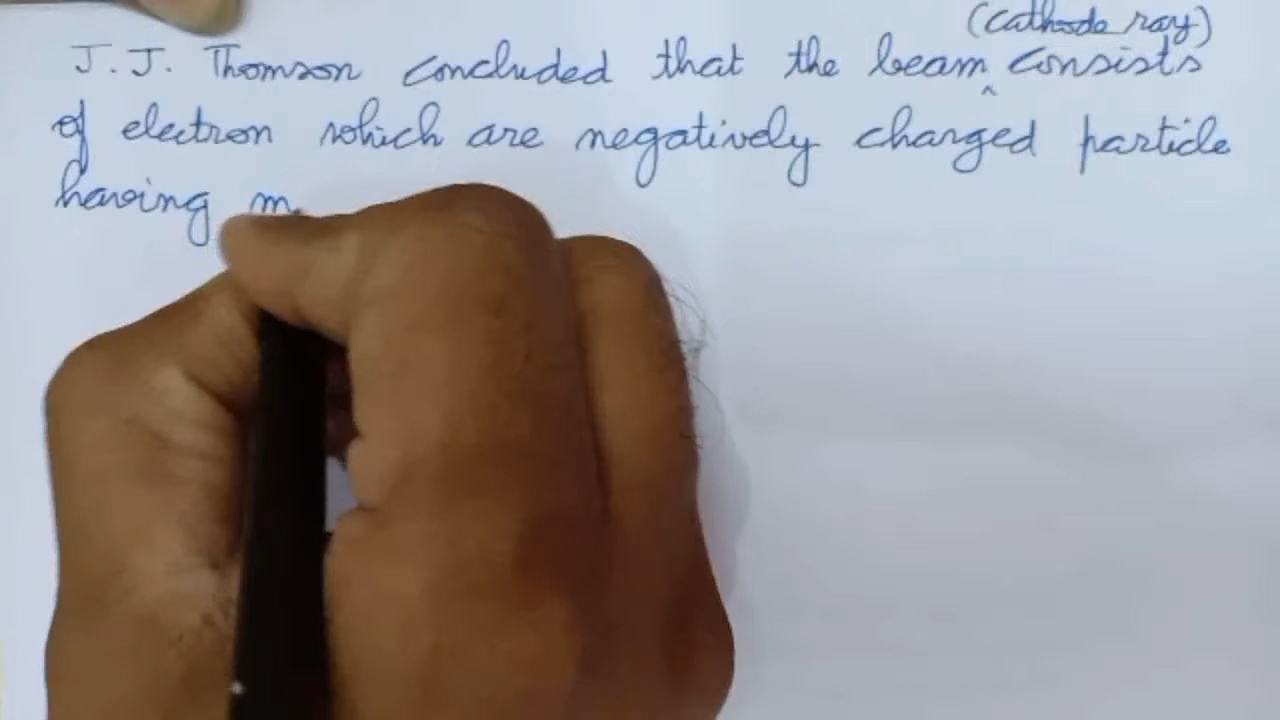 (cathode ray)
J.J. Thomson concluded that the beam ^ consists
of electron which are negatively charged particle
having